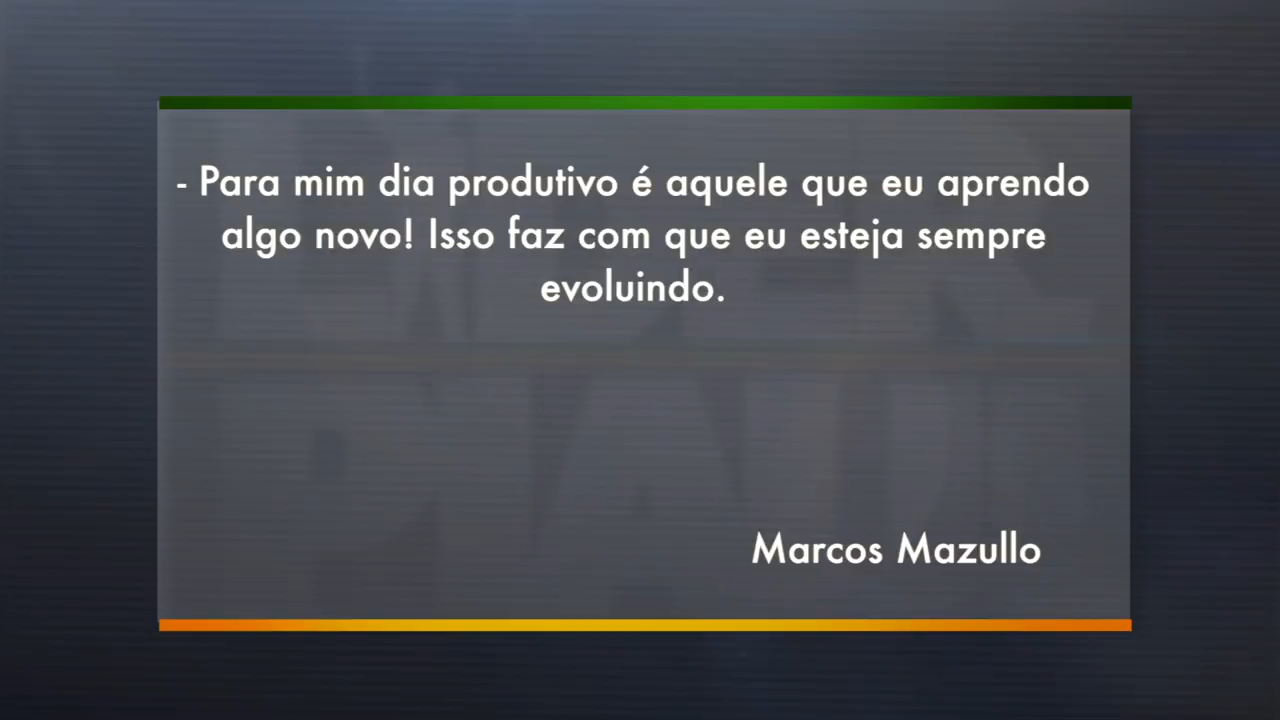 - Para mim dia produtivo é aquele que eu aprendo
algo novo! Isso faz com que eu esteja sempre
evoluindo.
Marcos Mazullo